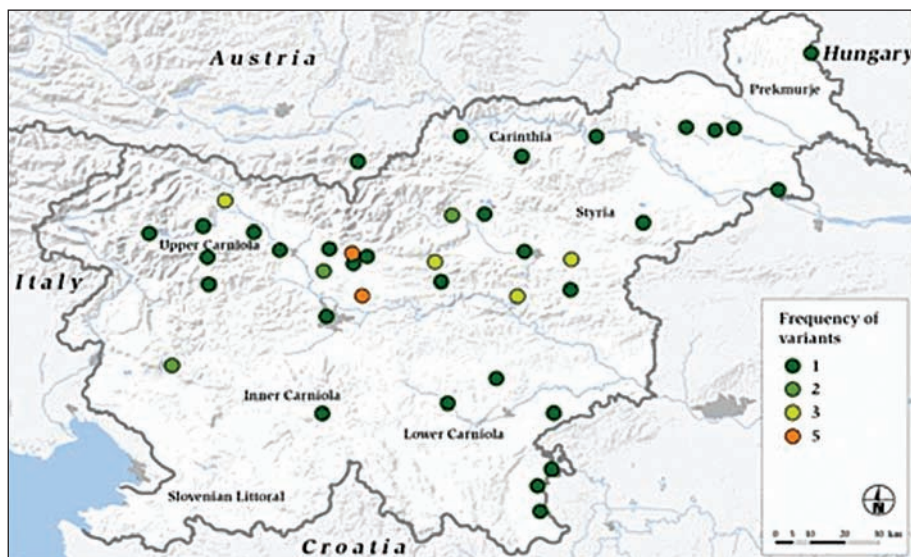 Austria
Hungary
Prekmurje
Carinthia
Styria
Upper Carniola
Italy
Inner Carniola
Lower Carniola
Slovenian Littoral
Croatia
Frequency of
variants
1
2
3
5
N
0 5 10 20 30 km